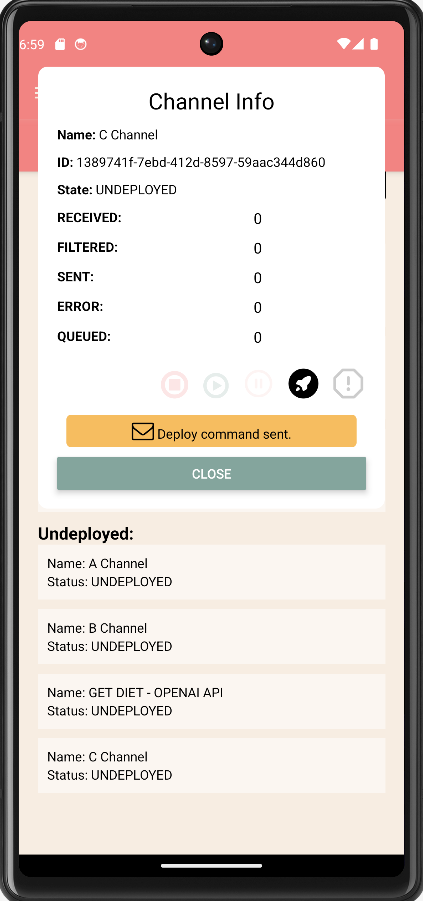 6:59
Channel Info
Name: C Channel
ID: 1389741f-7ebd-412d-8597-59aac344d860
State: UNDEPLOYED
RECEIVED: 0
FILTERED: 0
SENT: 0
ERROR: 0
QUEUED: 0
Deploy command sent.
CLOSE
Undeployed:
Name: A Channel
Status: UNDEPLOYED
Name: B Channel
Status: UNDEPLOYED
Name: GET DIET - OPENAI API
Status: UNDEPLOYED
Name: C Channel
Status: UNDEPLOYED